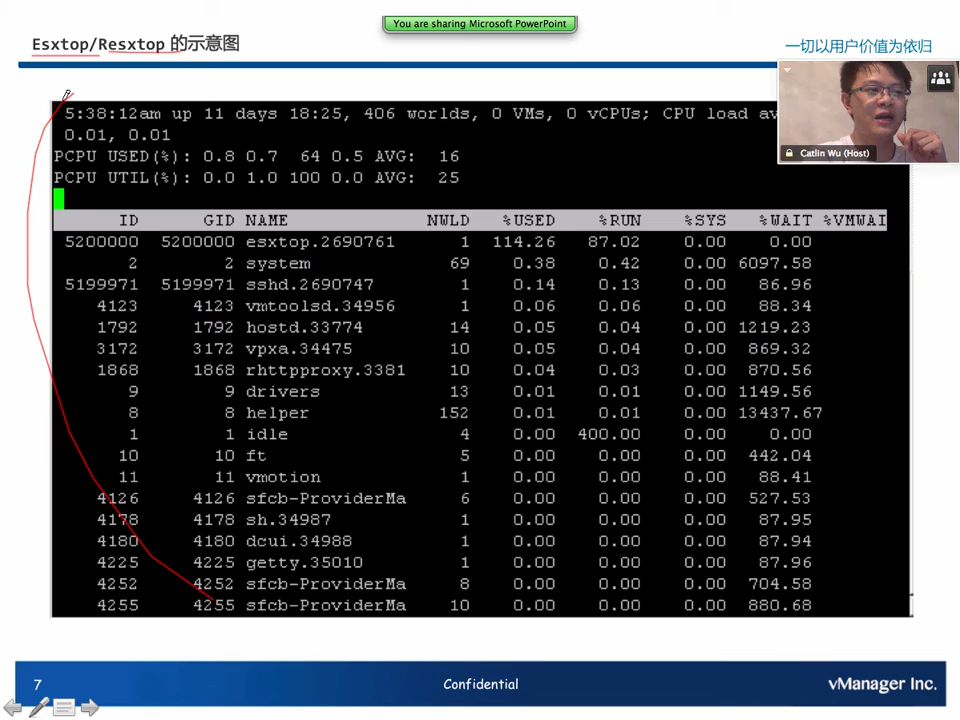 You are sharing Microsoft PowerPoint
Esxtop/Resxtop 的示意图
一切以用户价值为依归
Catlin Wu (Host)
5:38:12am up 11 days 18:25, 406 worlds, 0 VMs, 0 vCPUs; CPU load av
0.01, 0.01
PCPU USED(%): 0.8 0.7 64 0.5 AVG: 16
PCPU UTIL(%): 0.0 1.0 100 0.0 AVG: 25
ID GID NAME NWLD %USED %RUN %SYS %WAIT %VMWAI
5200000 5200000 esxtop.2690761 1 114.26 87.02 0.00 0.00
2 2 system 69 0.38 0.42 0.00 6097.58
5199971 5199971 sshd.2690747 1 0.14 0.13 0.00 86.96
4123 4123 vmtoolsd.34956 1 0.06 0.06 0.00 88.34
1792 1792 hostd.33774 14 0.05 0.04 0.00 1219.23
3172 3172 vpxa.34475 10 0.05 0.04 0.00 869.32
1868 1868 rhttpproxy.3381 10 0.04 0.03 0.00 870.56
9 9 drivers 13 0.01 0.01 0.00 1149.56
8 8 helper 152 0.01 0.01 0.00 13437.67
1 1 idle 4 0.00 400.00 0.00 0.00
10 10 ft 5 0.00 0.00 0.00 442.04
11 11 vmotion 1 0.00 0.00 0.00 88.41
4126 4126 sfcb-ProviderMa 6 0.00 0.00 0.00 527.53
4178 4178 sh.34987 1 0.00 0.00 0.00 87.95
4180 4180 dcui.34988 1 0.00 0.00 0.00 87.94
4225 4225 getty.35010 1 0.00 0.00 0.00 87.96
4252 4252 sfcb-ProviderMa 8 0.00 0.00 0.00 704.58
4255 4255 sfcb-ProviderMa 10 0.00 0.00 0.00 880.68
7 Confidential vManager Inc.